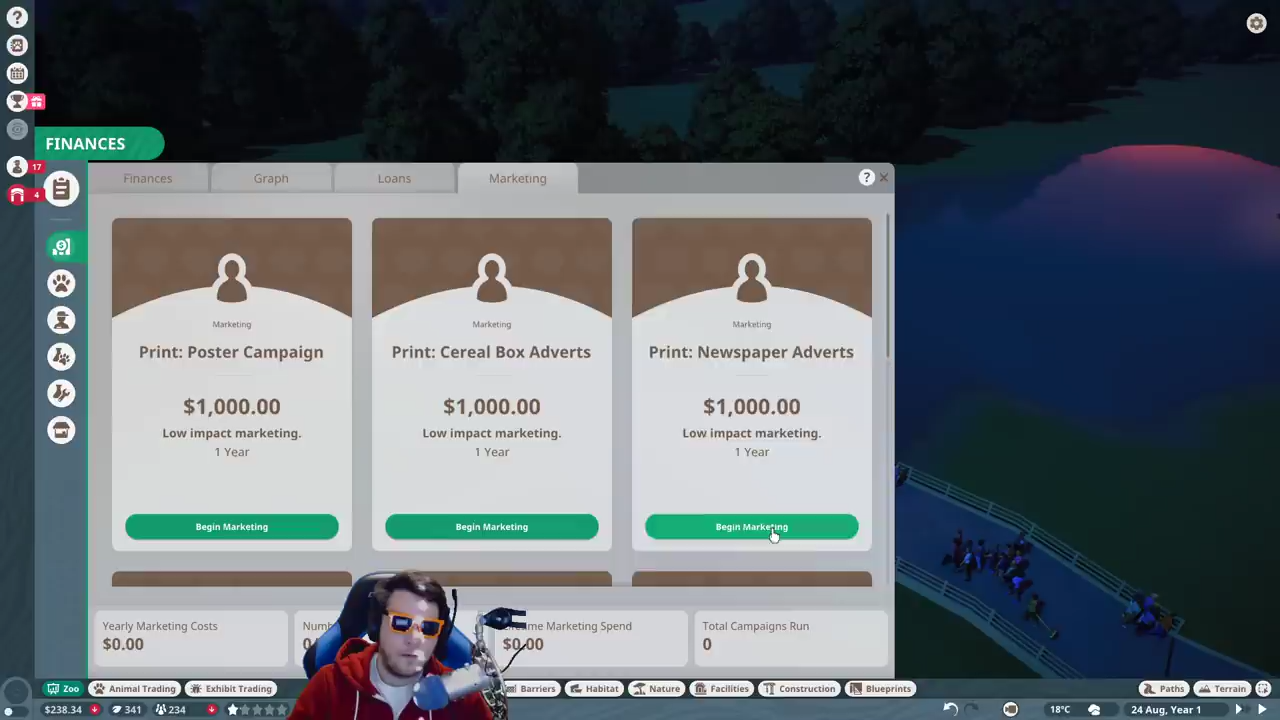 FINANCES
Finances
Graph
Loans
Marketing
?
?
17
4
Marketing
Print: Poster Campaign
$1,000.00
Low impact marketing.
1 Year
Begin Marketing
Marketing
Print: Cereal Box Adverts
$1,000.00
Low impact marketing.
1 Year
Begin Marketing
Marketing
Print: Newspaper Adverts
$1,000.00
Low impact marketing.
1 Year
Begin Marketing
Yearly Marketing Costs
$0.00
Marketing Spend
$0.00
Total Campaigns Run
0
Zoo
Animal Trading
Exhibit Trading
Barriers
Habitat
Nature
Facilities
Construction
Blueprints
Paths
Terrain
$238.34
341
234
18°C
24 Aug, Year 1